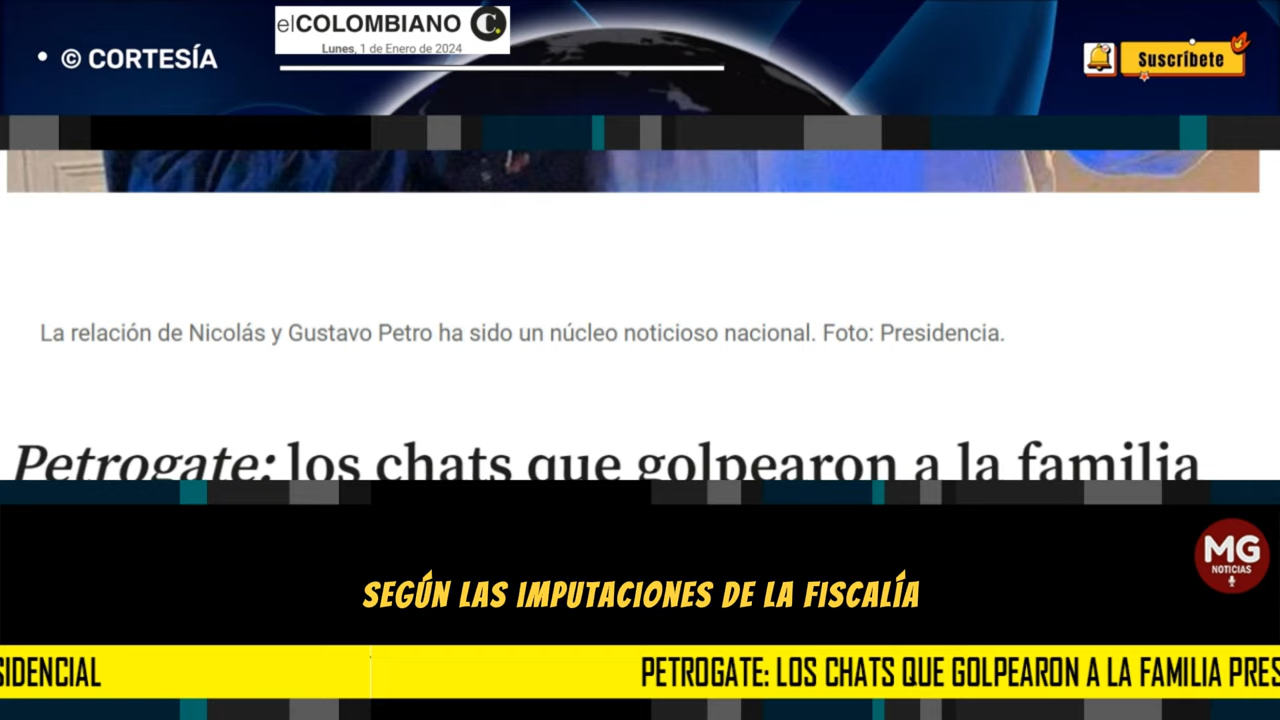 elCOLOMBIANO C.
Lunes, 1 de Enero de 2024
• © CORTESÍA
Suscríbete
La relación de Nicolás y Gustavo Petro ha sido un núcleo noticioso nacional. Foto: Presidencia.
Petrogate: los chats que golpearon a la familia
MG
NOTICIAS
SEGÚN LAS IMPUTACIONES DE LA FISCALÍA
SIDENCIAL PETROGATE: LOS CHATS QUE GOLPEARON A LA FAMILIA PRES